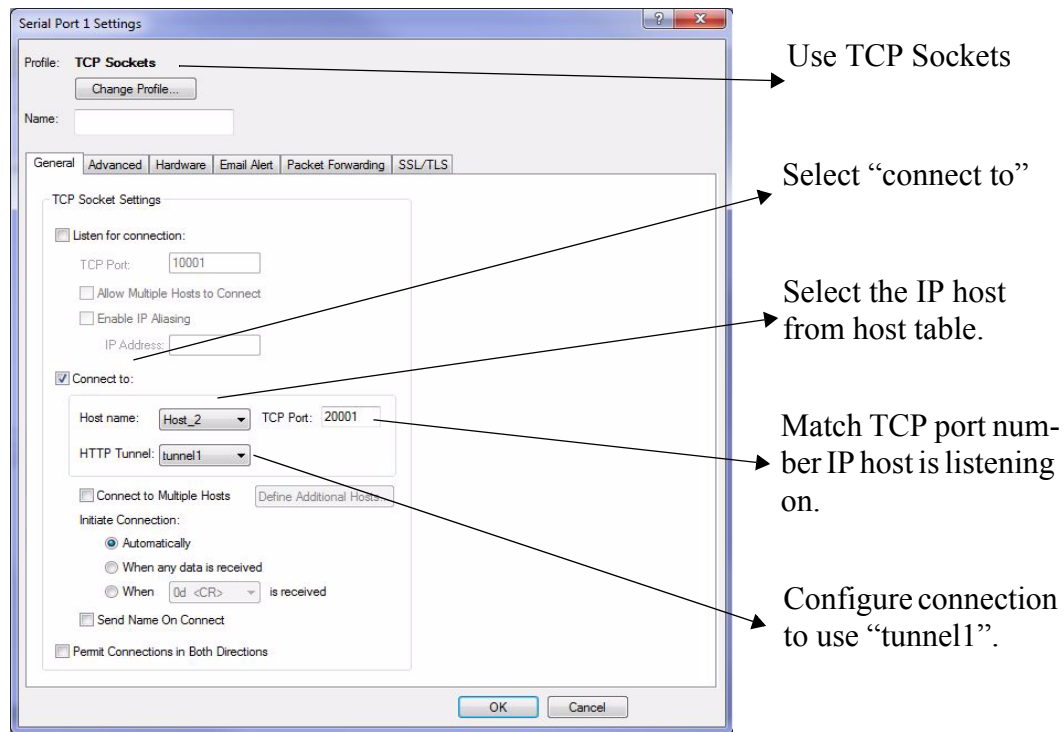 Serial Port 1 Settings
?
Profile: TCP Sockets
Change Profile...
Name:
General Advanced Hardware Email Alert Packet Forwarding SSL/TLS
TCP Socket Settings
Listen for connection:
TCP Port: 10001
Allow Multiple Hosts to Connect
Enable IP Aliasing
IP Address:
Connect to:
Host name: Host_2 TCP Port: 20001
HTTP Tunnel: tunnel1
Connect to Multiple Hosts Define Additional Hosts...
Initiate Connection:
Automatically
When any data is received
When 0d <CR> is received
Send Name On Connect
Permit Connections in Both Directions
OK Cancel
Use TCP Sockets
Select “connect to”
Select the IP host
from host table.
Match TCP port num-
ber IP host is listening
on.
Configure connection
to use “tunnel1”.